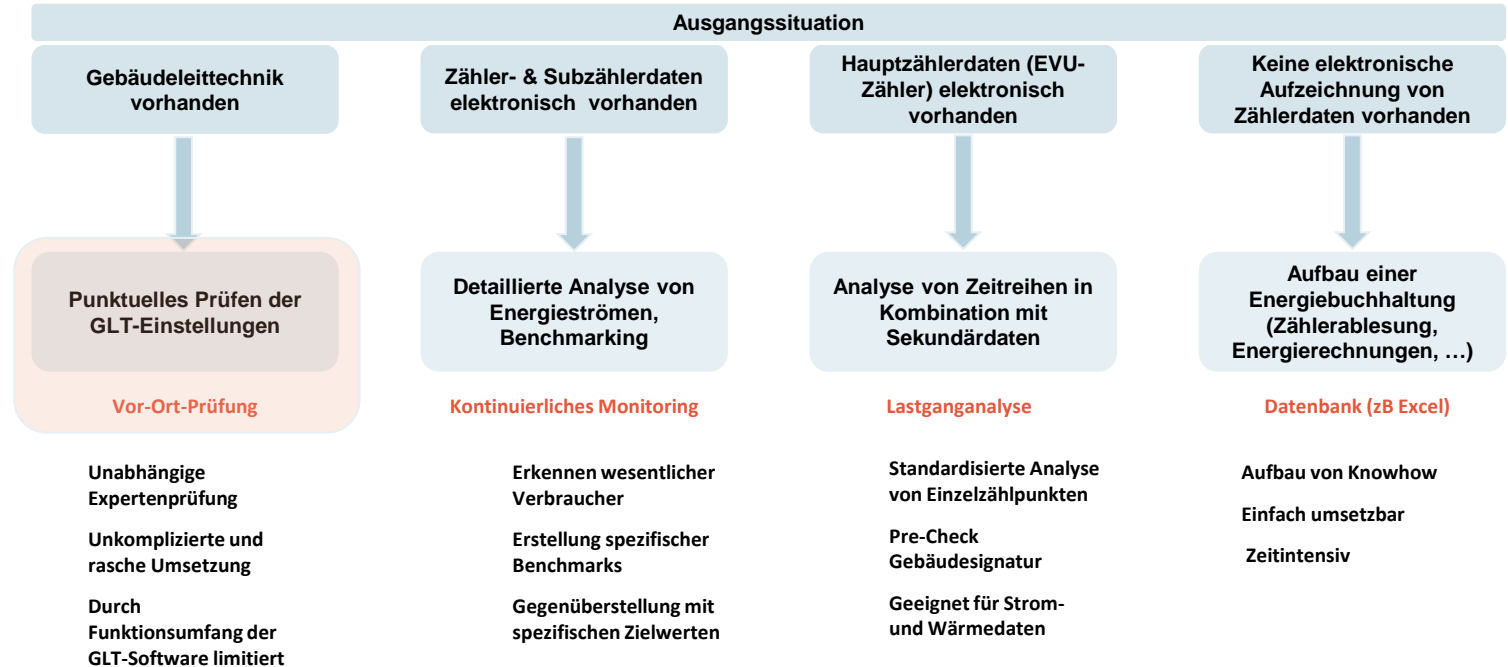 Ausgangssituation
Gebäudeleittechnik
vorhanden
Zähler- & Subzählerdaten
elektronisch vorhanden
Hauptzählerdaten (EVU-
Zähler) elektronisch
vorhanden
Keine elektronische
Aufzeichnung von
Zählerdaten vorhanden
Punktuelles Prüfen der
GLT-Einstellungen
Detaillierte Analyse von
Energieströmen,
Benchmarking
Analyse von Zeitreihen in
Kombination mit
Sekundärdaten
Aufbau einer
Energiebuchhaltung
(Zählerablesung,
Energierechnungen, …)
Vor-Ort-Prüfung
Kontinuierliches Monitoring
Lastganganalyse
Datenbank (zB Excel)
Unabhängige
Expertenprüfung
Unkomplizierte und
rasche Umsetzung
Durch
Funktionsumfang der
GLT-Software limitiert
Erkennen wesentlicher
Verbraucher
Erstellung spezifischer
Benchmarks
Gegenüberstellung mit
spezifischen Zielwerten
Standardisierte Analyse
von Einzelzählpunkten
Pre-Check
Gebäudesignatur
Geeignet für Strom-
und Wärmedaten
Aufbau von Knowhow
Einfach umsetzbar
Zeitintensiv